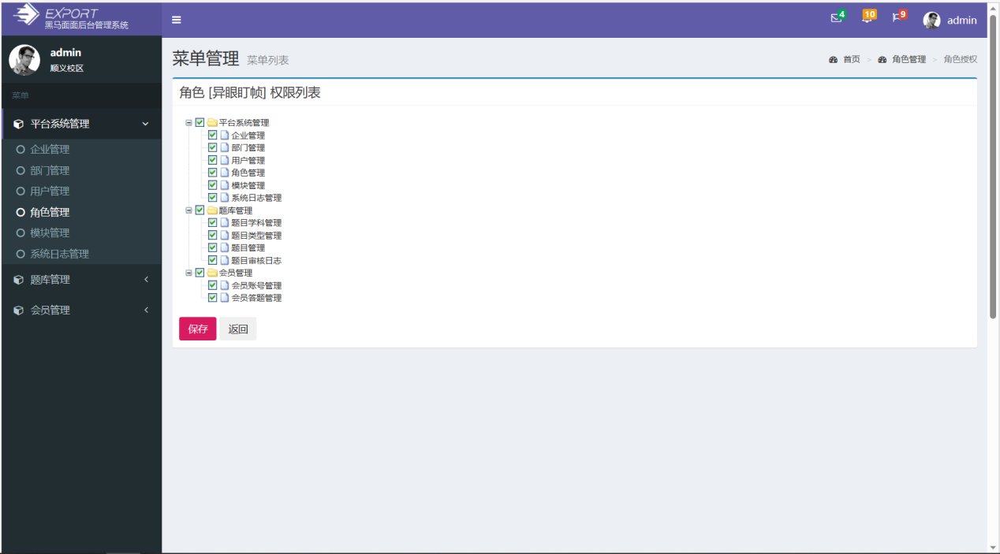 EXPORT
黑马面面后台管理系统
4
10
9
admin
admin
顺义校区
菜单
平台系统管理
企业管理
部门管理
用户管理
角色管理
模块管理
系统日志管理
题库管理
会员管理
菜单管理 菜单列表
首页 > 角色管理 > 角色授权
角色 [异眼盯帧] 权限列表
平台系统管理
企业管理
部门管理
用户管理
角色管理
模块管理
系统日志管理
题库管理
题目学科管理
题目类型管理
题目管理
题目审核日志
会员管理
会员账号管理
会员答题管理
保存 返回